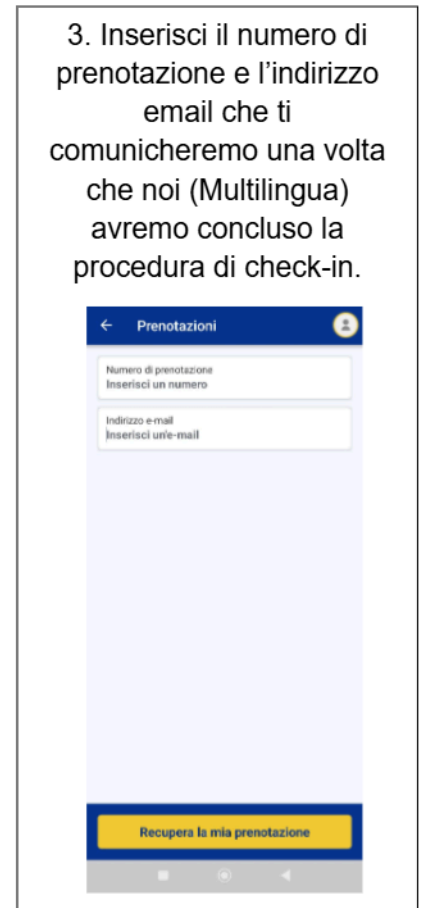 3. Inserisci il numero di
prenotazione e l’indirizzo
email che ti
comunicheremo una volta
che noi (Multilingua)
avremo concluso la
procedura di check-in.
Prenotazioni
Numero di prenotazione
Inserisci un numero
Indirizzo e-mail
Inserisci un'e-mail
Recupera la mia prenotazione